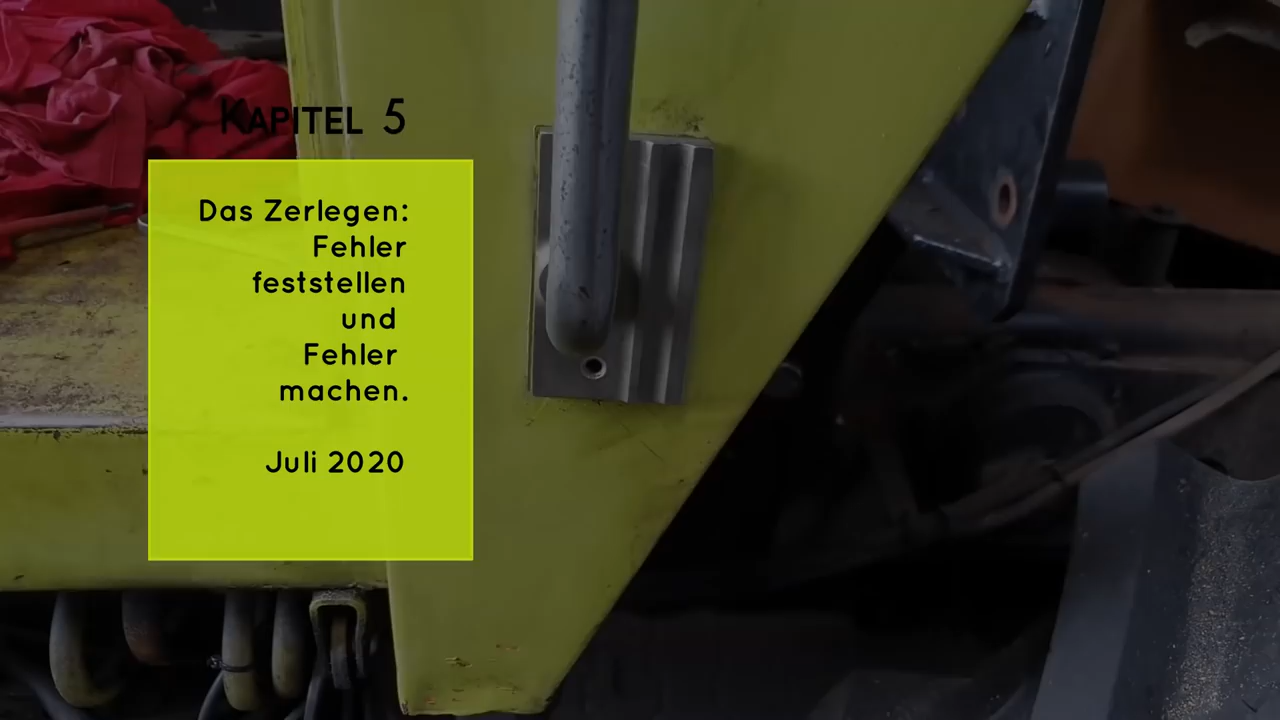 Kapitel 5
Das Zerlegen:
Fehler
feststellen
und
Fehler
machen.
Juli 2020